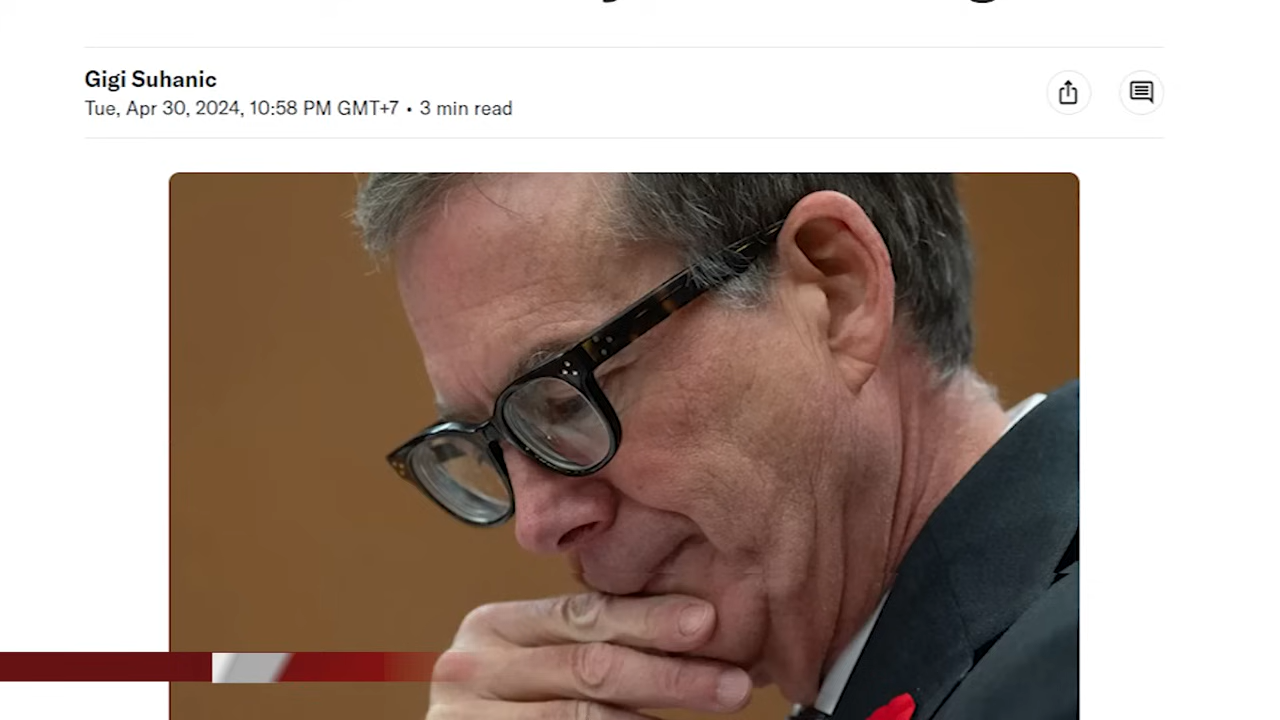 Gigi Suhanic
Tue, Apr 30, 2024, 10:58 PM GMT+7 • 3 min read